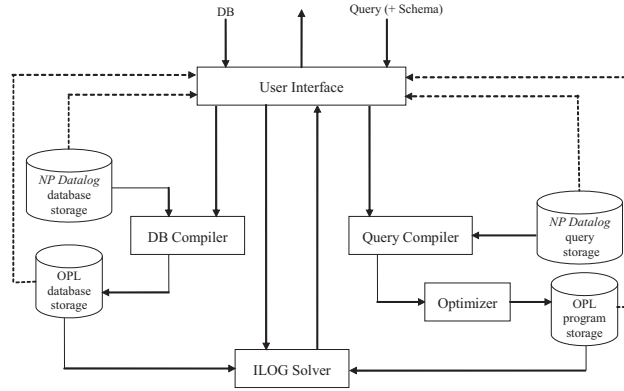 DB
Query (+ Schema)
User Interface
NP Datalog
database
storage
DB Compiler
Query Compiler
NP Datalog
query
storage
OPL
database
storage
Optimizer
OPL
program
storage
ILOG Solver